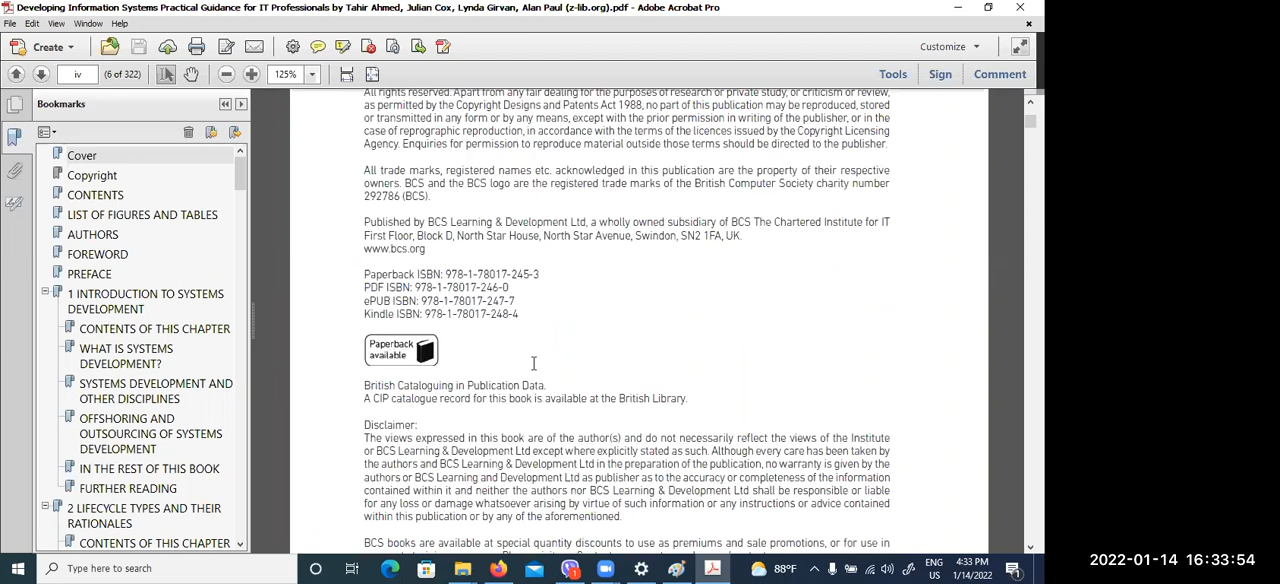 Developing Information Systems Practical Guidance for IT Professionals by Tahir Ahmed, Julian Cox, Lynda Girvan, Alan Paul (z-lib.org).pdf - Adobe Acrobat Pro
File Edit View Window Help
Create Customize
iv (6 of 322) 125% Tools Sign Comment
Bookmarks
Cover
Copyright
CONTENTS
LIST OF FIGURES AND TABLES
AUTHORS
FOREWORD
PREFACE
1 INTRODUCTION TO SYSTEMS
DEVELOPMENT
CONTENTS OF THIS CHAPTER
WHAT IS SYSTEMS
DEVELOPMENT?
SYSTEMS DEVELOPMENT AND
OTHER DISCIPLINES
OFFSHORING AND
OUTSOURCING OF SYSTEMS
DEVELOPMENT
IN THE REST OF THIS BOOK
FURTHER READING
2 LIFECYCLE TYPES AND THEIR
RATIONALES
CONTENTS OF THIS CHAPTER
All rights reserved. Apart from any fair dealing for the purposes of research or private study, or criticism or review,
as permitted by the Copyright Designs and Patents Act 1988, no part of this publication may be reproduced, stored
or transmitted in any form or by any means, except with the prior permission in writing of the publisher, or in the
case of reprographic reproduction, in accordance with the terms of the licences issued by the Copyright Licensing
Agency. Enquiries for permission to reproduce material outside those terms should be directed to the publisher.
All trade marks, registered names etc. acknowledged in this publication are the property of their respective
owners. BCS and the BCS logo are the registered trade marks of the British Computer Society charity number
292786 (BCS).
Published by BCS Learning & Development Ltd, a wholly owned subsidiary of BCS The Chartered Institute for IT
First Floor, Block D, North Star House, North Star Avenue, Swindon, SN2 1FA, UK.
www.bcs.org
Paperback ISBN: 978-1-78017-245-3
PDF ISBN: 978-1-78017-246-0
ePUB ISBN: 978-1-78017-247-7
Kindle ISBN: 978-1-78017-248-4
Paperback
available
British Cataloguing in Publication Data.
A CIP catalogue record for this book is available at the British Library.
Disclaimer:
The views expressed in this book are of the author(s) and do not necessarily reflect the views of the Institute
or BCS Learning & Development Ltd except where explicitly stated as such. Although every care has been taken by
the authors and BCS Learning & Development Ltd in the preparation of the publication, no warranty is given by the
authors or BCS Learning and Development Ltd as publisher as to the accuracy or completeness of the information
contained within it and neither the authors nor BCS Learning & Development Ltd shall be responsible or liable
for any loss or damage whatsoever arising by virtue of such information or any instructions or advice contained
within this publication or by any of the aforementioned.
BCS books are available at special quantity discounts to use as premiums and sale promotions, or for use in
Type here to search
88°F
ENG
US
4:33 PM
1/14/2022
2022-01-14 16:33:54